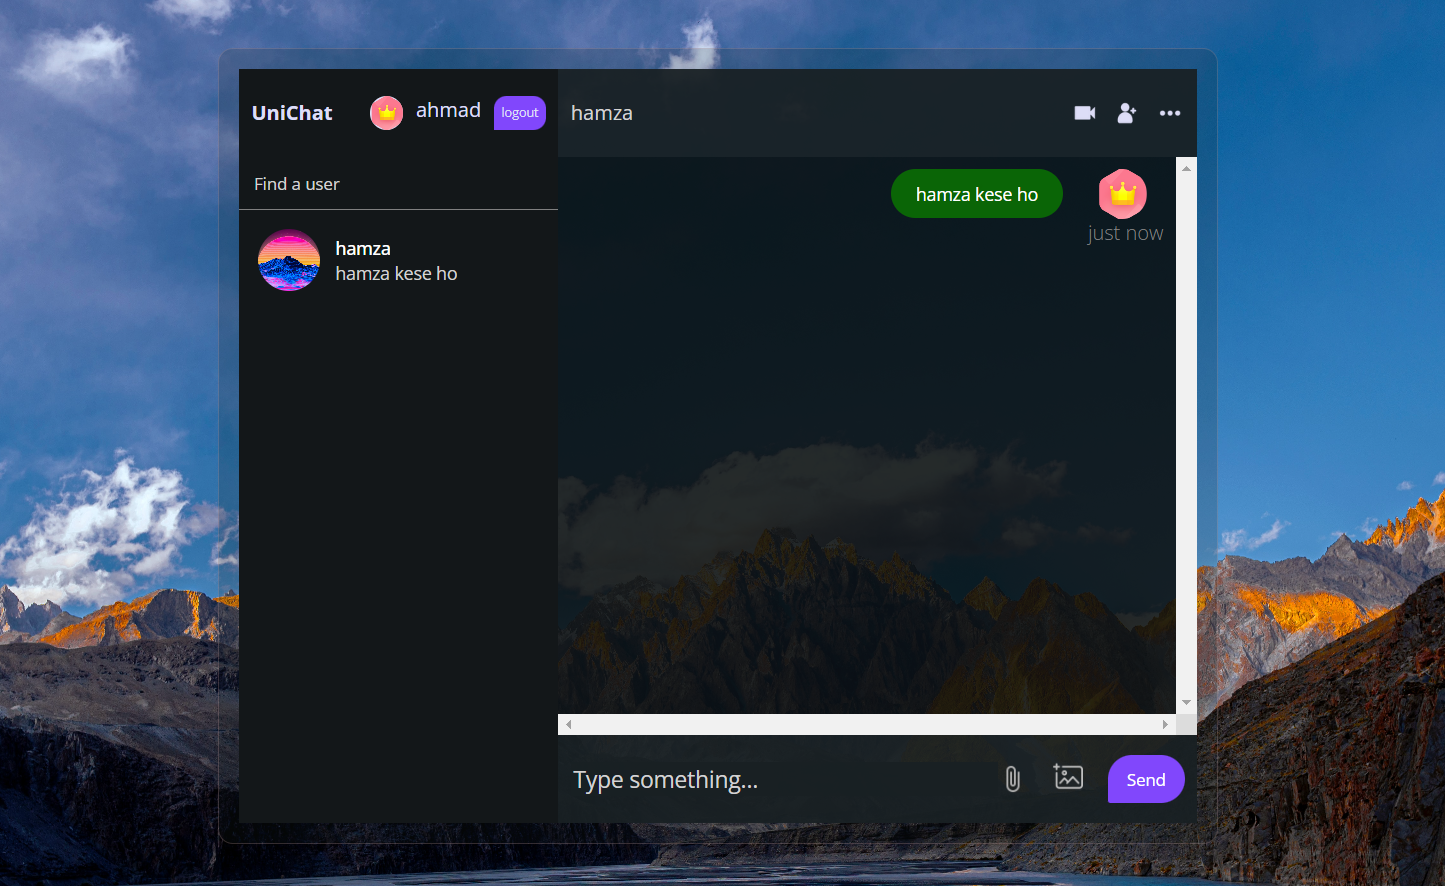 UniChat
ahmad
logout
hamza
Find a user
hamza
hamza kese ho
hamza kese ho
just now
Type something...
Send